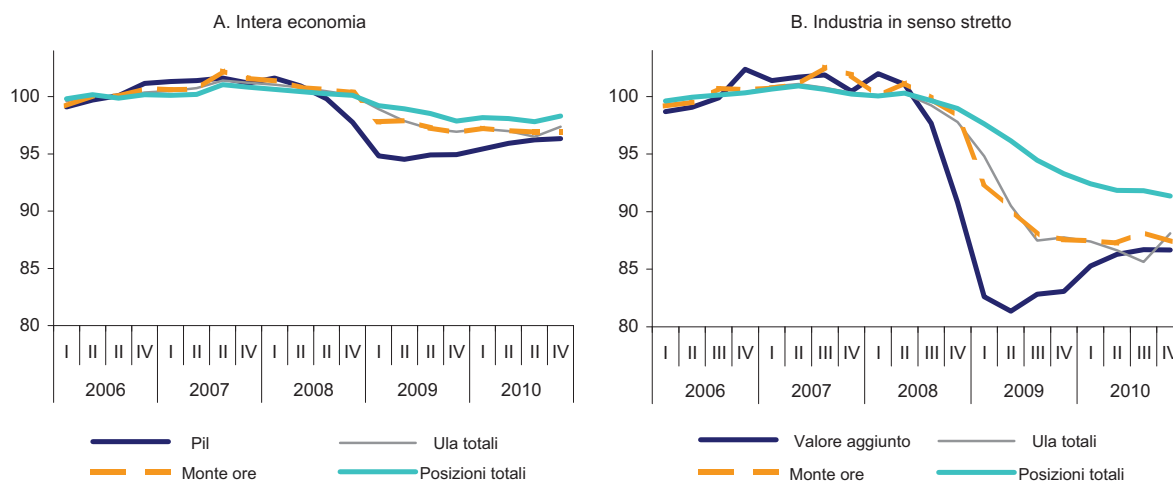 A. Intera economia
100
95
90
85
80
I II II IV I II II IV I II II IV I II II IV I II II IV
2006 2007 2008 2009 2010
Pil
Ula totali
Monte ore
Posizioni totali
B. Industria in senso stretto
100
95
90
85
80
I II III IV I II III IV I II III IV I II III IV I II III IV
2006 2007 2008 2009 2010
Valore aggiunto
Ula totali
Monte ore
Posizioni totali